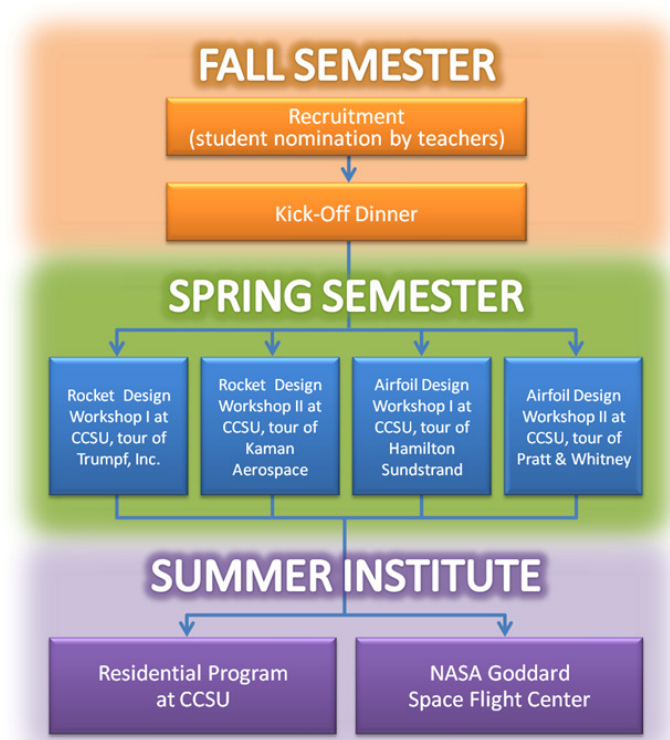 FALL SEMESTER
Recruitment
(student nomination by teachers)
Kick-Off Dinner
SPRING SEMESTER
Rocket Design
Workshop I at
CCSU, tour of
Trumpf, Inc.
Rocket Design
Workshop II at
CCSU, tour of
Kaman
Aerospace
Airfoil Design
Workshop I at
CCSU, tour of
Hamilton
Sundstrand
Airfoil Design
Workshop II at
CCSU, tour of
Pratt & Whitney
SUMMER INSTITUTE
Residential Program
at CCSU
NASA Goddard
Space Flight Center